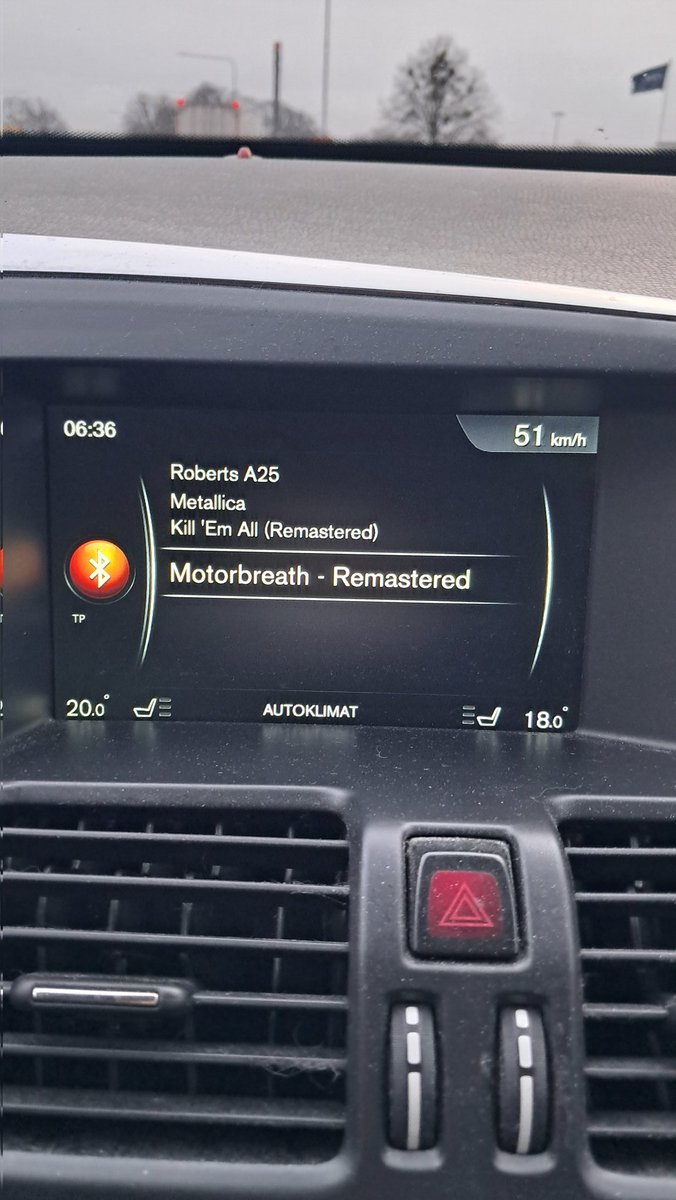 06:36
51 km/h
Roberts A25
Metallica
Kill 'Em All (Remastered)
Motorbreath - Remastered
TP
20.0°
AUTOKLIMAT
18.0°